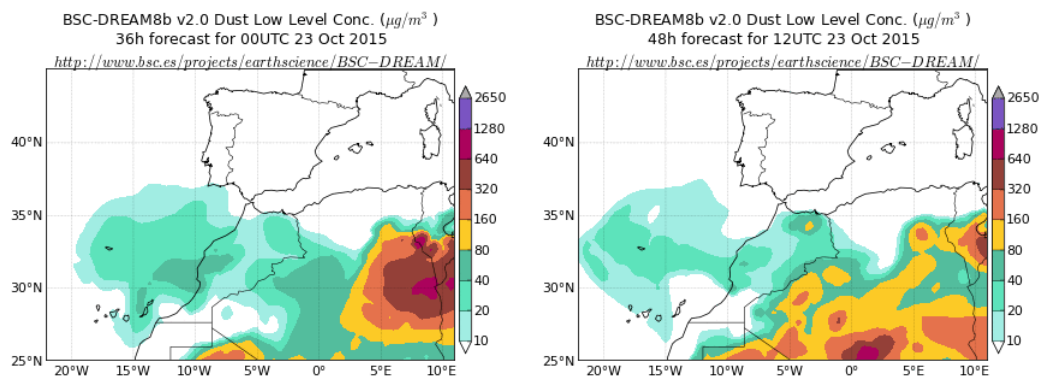 BSC-DREAM8b v2.0 Dust Low Level Conc. (μg/m³ )
36h forecast for 00UTC 23 Oct 2015
http://www.bsc.es/projects/earthscience/BSC−DREAM/
40°N
35°N
30°N
25°N
20°W
15°W
10°W
5°W
0°
5°E
10°E
2650
1280
640
320
160
80
40
20
10
BSC-DREAM8b v2.0 Dust Low Level Conc. (μg/m³ )
48h forecast for 12UTC 23 Oct 2015
http://www.bsc.es/projects/earthscience/BSC−DREAM/
40°N
35°N
30°N
25°N
20°W
15°W
10°W
5°W
0°
5°E
10°E
2650
1280
640
320
160
80
40
20
10